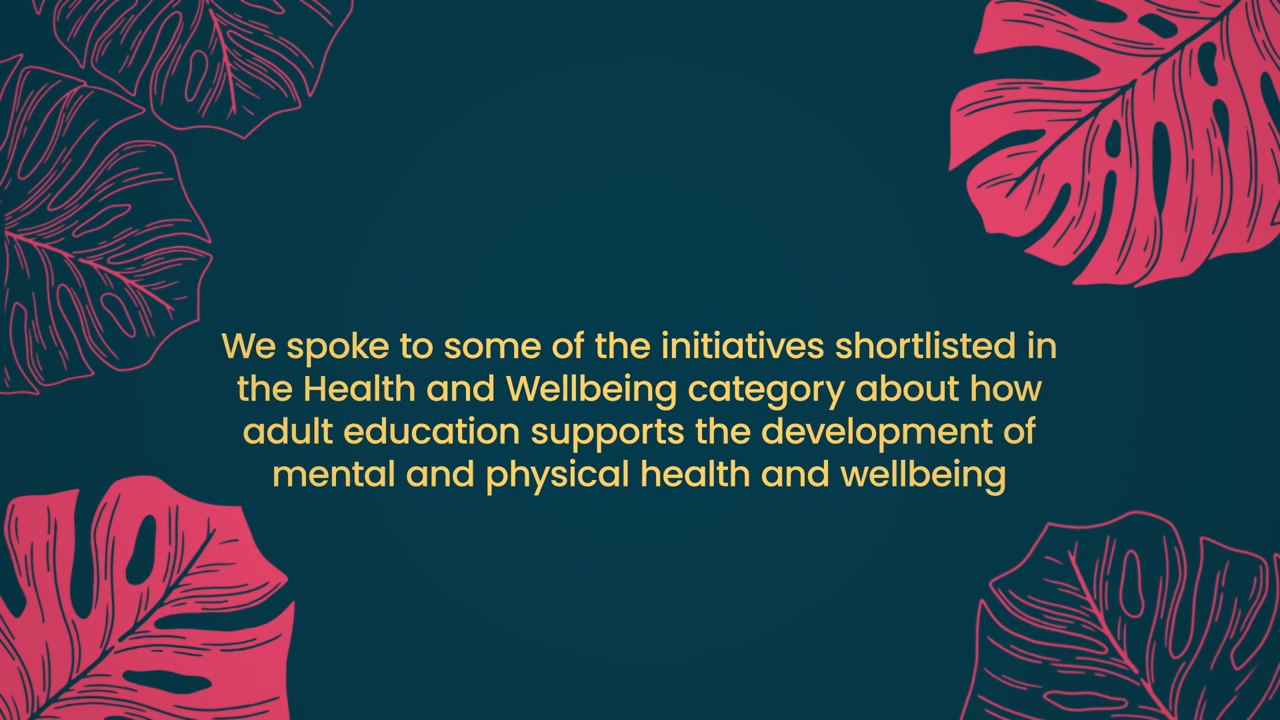 We spoke to some of the initiatives shortlisted in
the Health and Wellbeing category about how
adult education supports the development of
mental and physical health and wellbeing